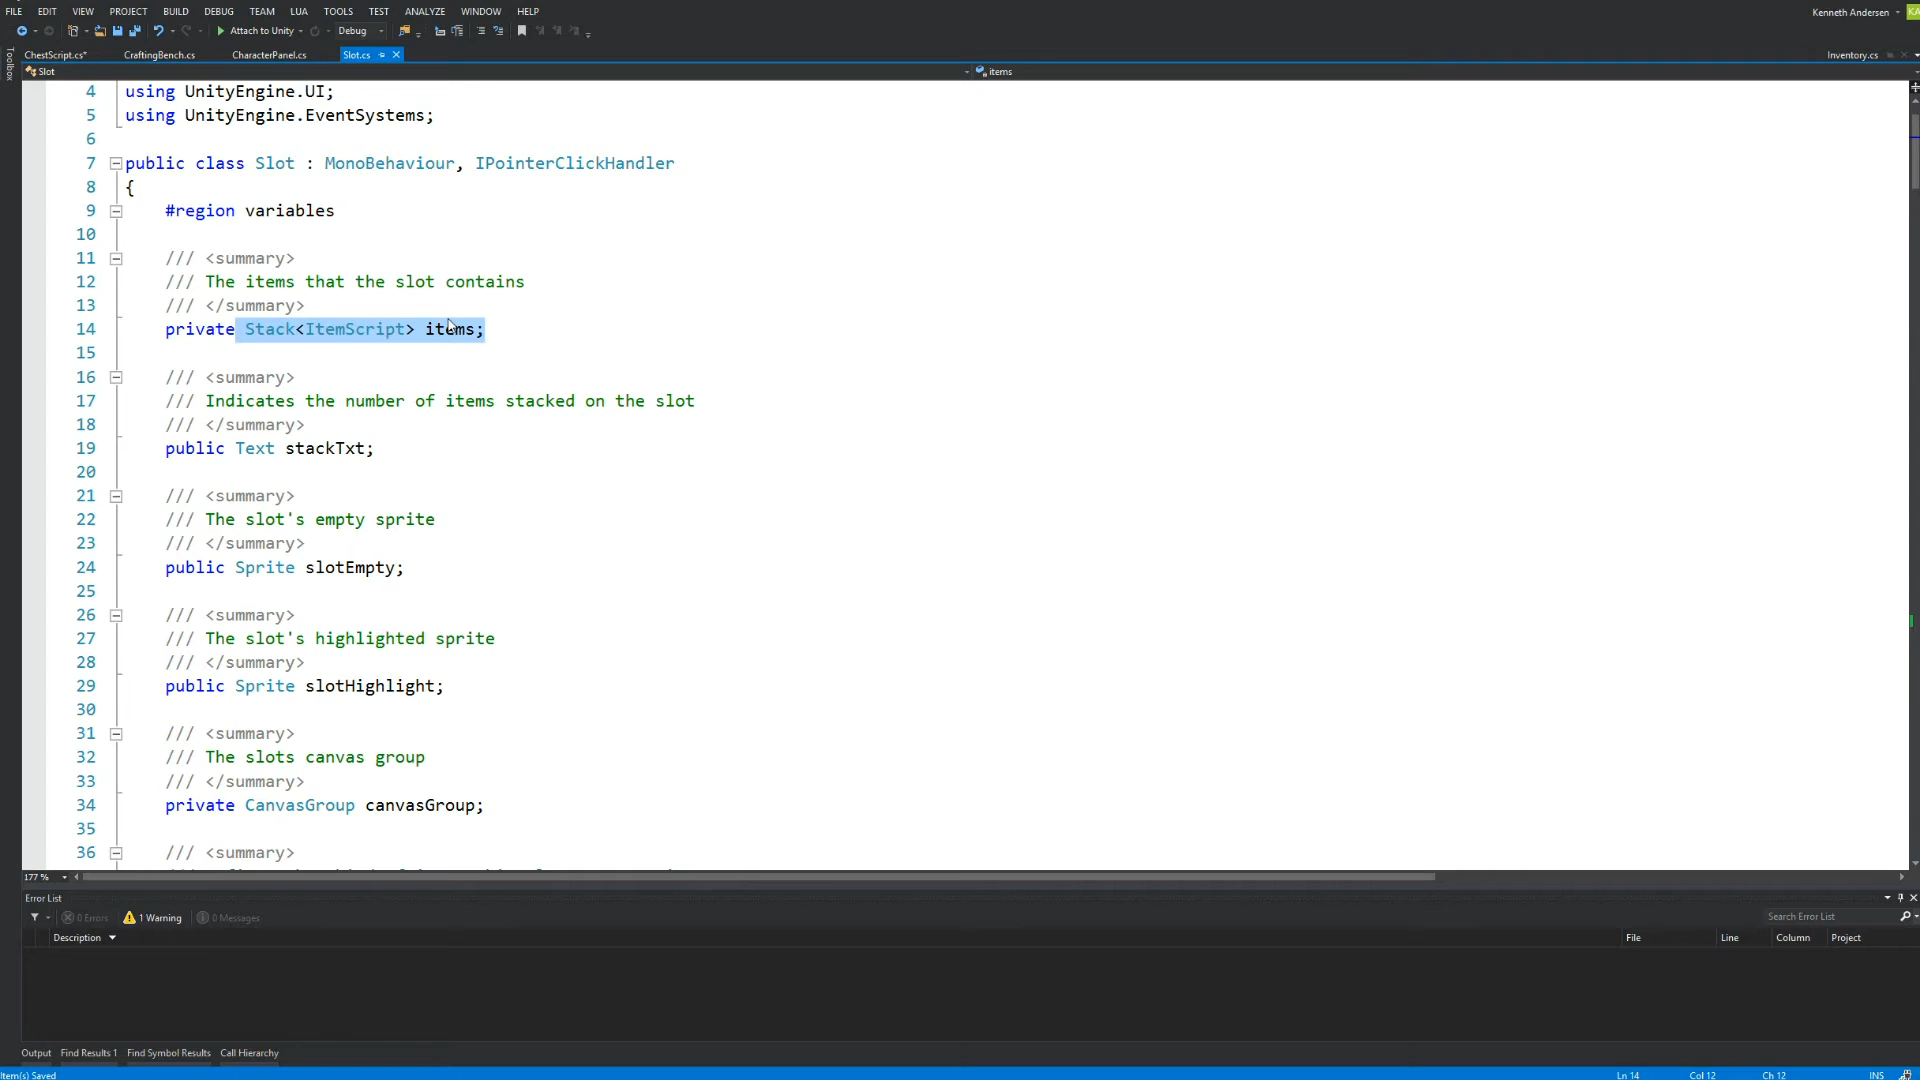 FILE EDIT VIEW PROJECT BUILD DEBUG TEAM LUA TOOLS TEST ANALYZE WINDOW HELP
Kenneth Andersen
KA
Attach to Unity
Debug
Toolbox
ChestScript.cs*
CraftingBench.cs
CharacterPanel.cs
Slot.cs
Inventory.cs
Slot
items
4 using UnityEngine.UI;
5 using UnityEngine.EventSystems;
6
7 public class Slot : MonoBehaviour, IPointerClickHandler
8 {
9 #region variables
10
11 /// <summary>
12 /// The items that the slot contains
13 /// </summary>
14 private Stack<ItemScript> items;
15
16 /// <summary>
17 /// Indicates the number of items stacked on the slot
18 /// </summary>
19 public Text stackTxt;
20
21 /// <summary>
22 /// The slot's empty sprite
23 /// </summary>
24 public Sprite slotEmpty;
25
26 /// <summary>
27 /// The slot's highlighted sprite
28 /// </summary>
29 public Sprite slotHighlight;
30
31 /// <summary>
32 /// The slots canvas group
33 /// </summary>
34 private CanvasGroup canvasGroup;
35
36 /// <summary>
177 %
Error List
0 Errors
1 Warning
0 Messages
Search Error List
Description
File
Line
Column
Project
Output
Find Results 1
Find Symbol Results
Call Hierarchy
Item(s) Saved
Ln 14
Col 12
Ch 12
INS